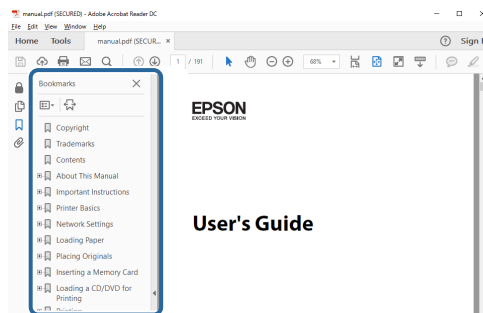 manual.pdf (SECURED) - Adobe Acrobat Reader DC
File Edit View Window Help
Home Tools manual.pdf (SECUR... ×
Sign I
1 / 191 68%
Bookmarks
Copyright
Trademarks
Contents
About This Manual
Important Instructions
Printer Basics
Network Settings
Loading Paper
Placing Originals
Inserting a Memory Card
Loading a CD/DVD for
Printing
Printing
EPSON
EXCEED YOUR VISION
User's Guide